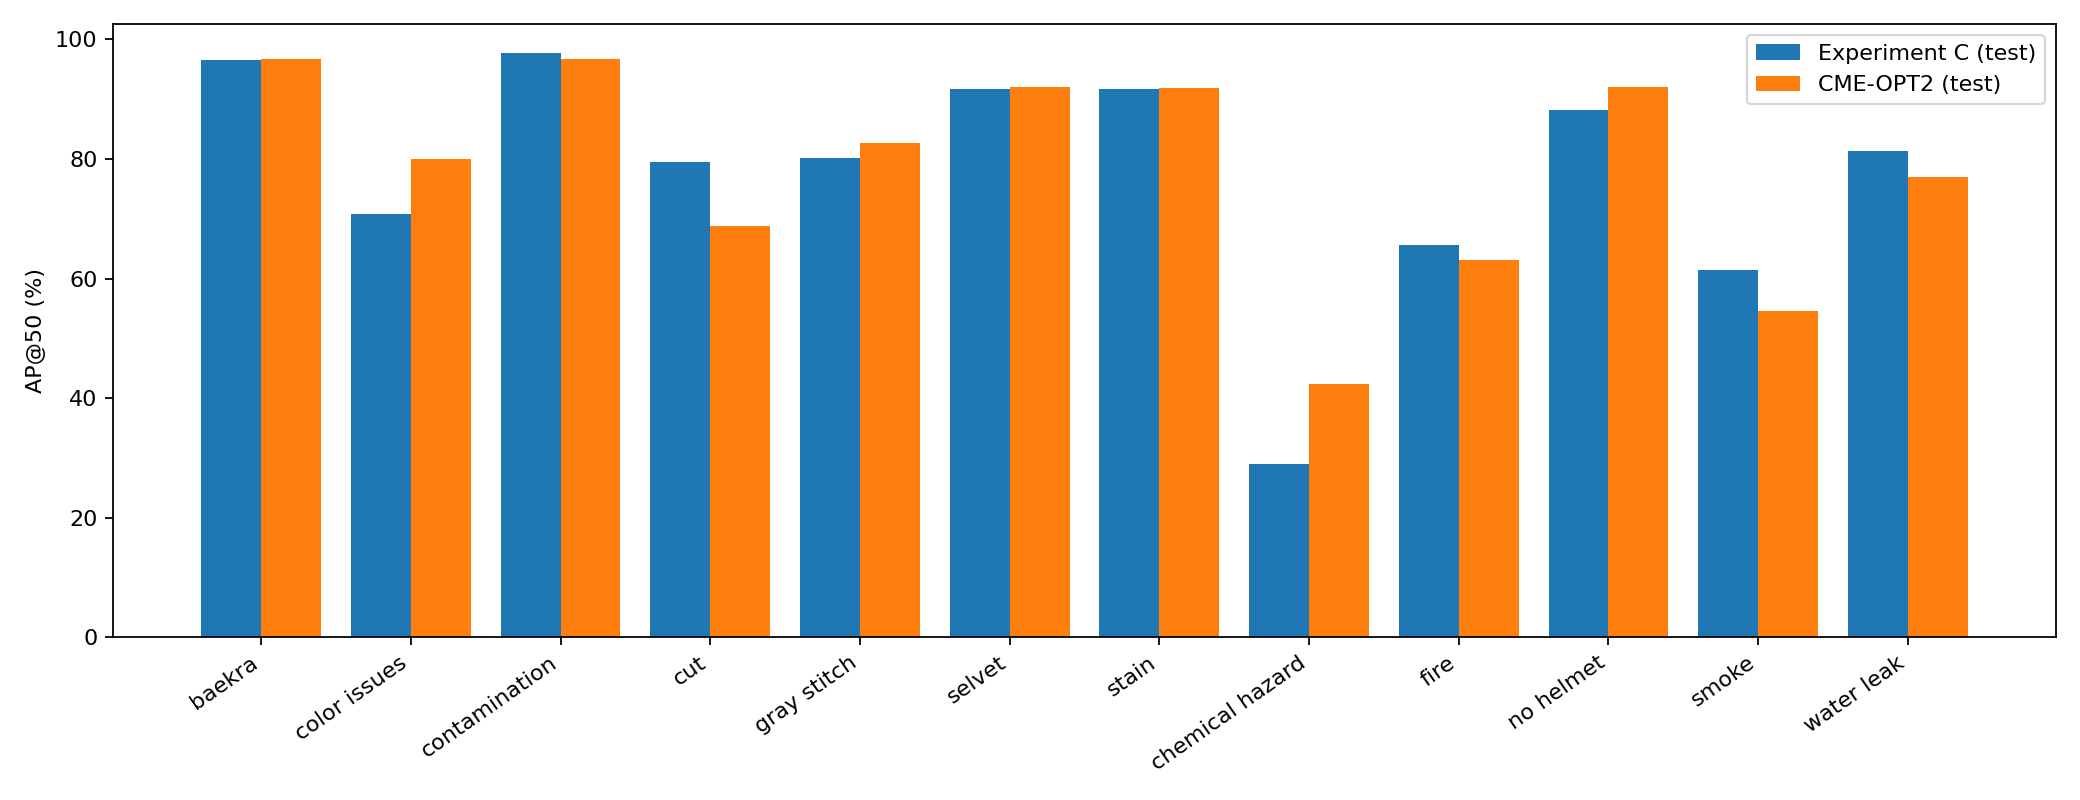 100
80
60
40
20
0
AP@50 (%)
Experiment C (test)
CME-OPT2 (test)
baekra
color issues
contamination
cut
gray stitch
selvet
stain
chemical hazard
fire
no helmet
smoke
water leak